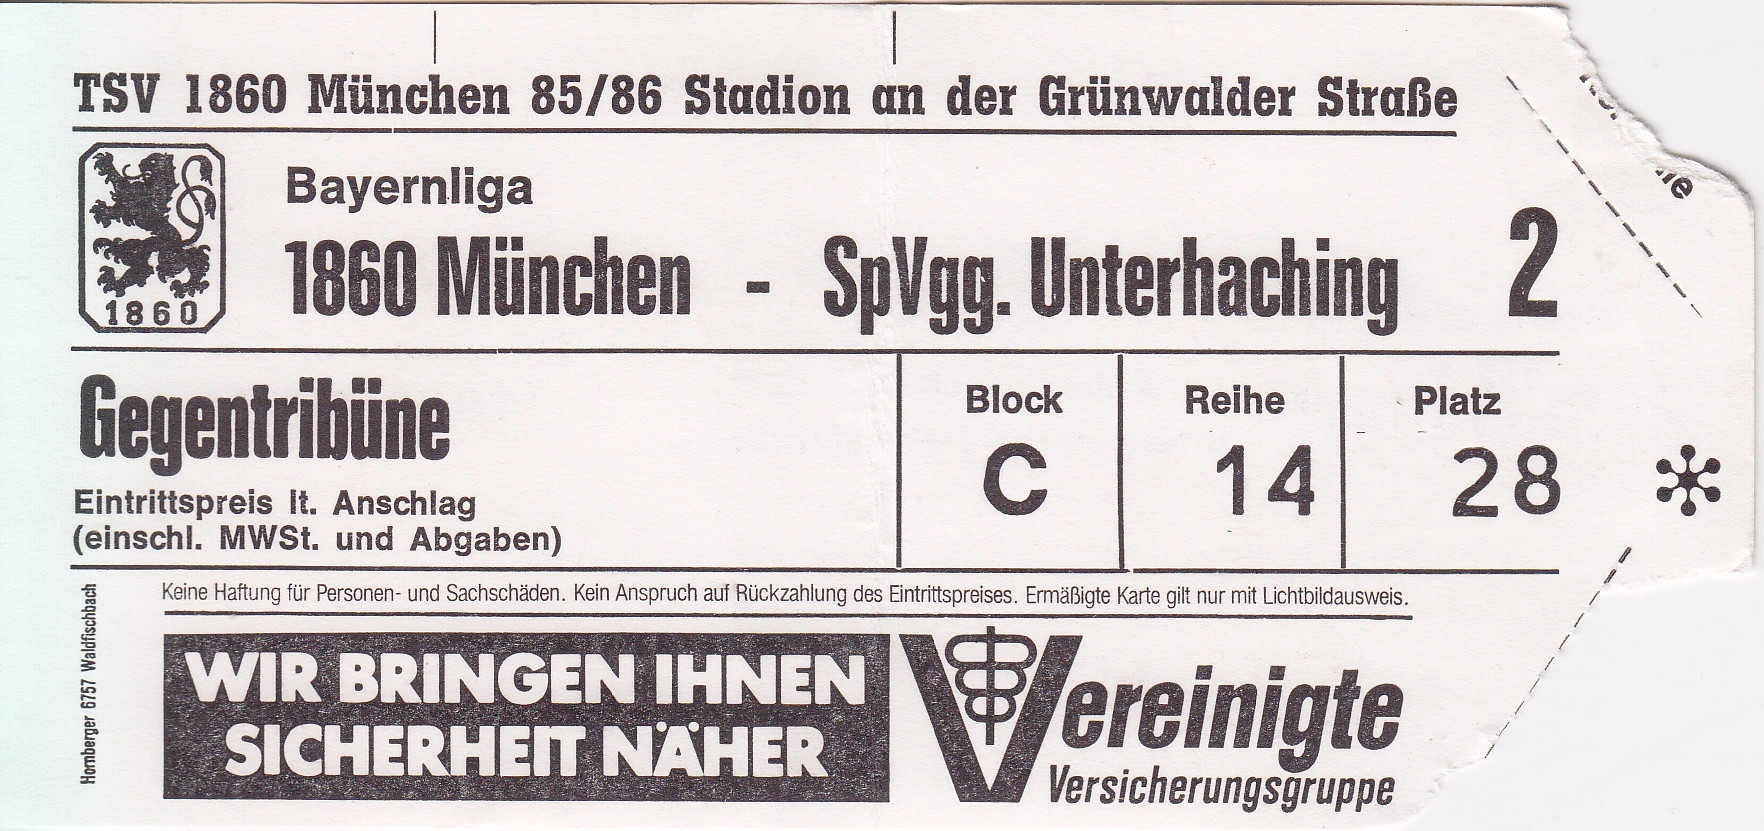 TSV 1860 München 85/86 Stadion an der Grünwalder Straße
Bayernliga
1860 München - SpVgg. Unterhaching 2
1860
Gegentribüne
Eintrittspreis lt. Anschlag
(einschl. MWSt. und Abgaben)
Block Reihe Platz
C 14 28
Keine Haftung für Personen- und Sachschäden. Kein Anspruch auf Rückzahlung des Eintrittspreises. Ermäßigte Karte gilt nur mit Lichtbildausweis.
Hornberger 6757 Waldfischbach
WIR BRINGEN IHNEN
SICHERHEIT NÄHER
Vereinigte
Versicherungsgruppe